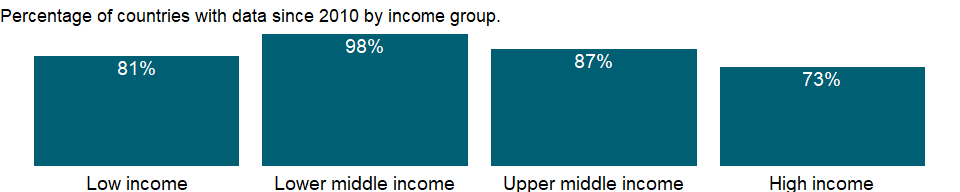 Percentage of countries with data since 2010 by income group.
81%
98%
87%
73%
Low income
Lower middle income
Upper middle income
High income